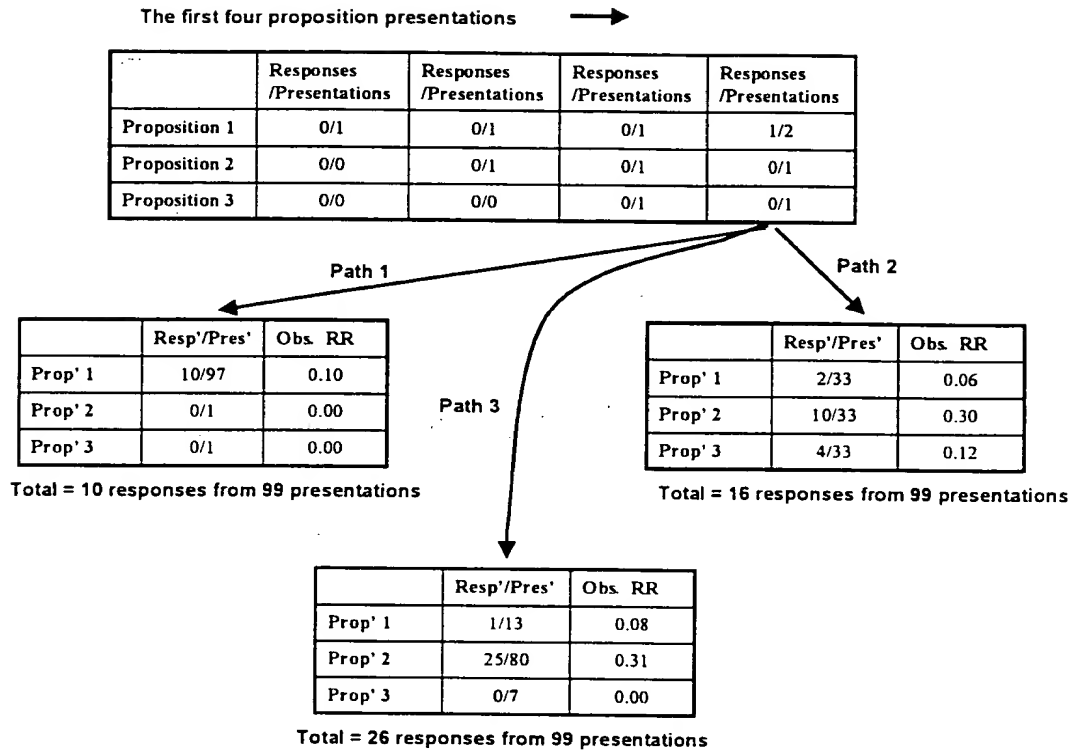 The first four proposition presentations
Responses /Presentations Responses /Presentations Responses /Presentations Responses /Presentations
Proposition 1 0/1 0/1 0/1 1/2
Proposition 2 0/0 0/1 0/1 0/1
Proposition 3 0/0 0/0 0/1 0/1
Path 1
Path 2
Path 3
Resp'/Pres' Obs. RR
Prop' 1 10/97 0.10
Prop' 2 0/1 0.00
Prop' 3 0/1 0.00
Total = 10 responses from 99 presentations
Resp'/Pres' Obs. RR
Prop' 1 2/33 0.06
Prop' 2 10/33 0.30
Prop' 3 4/33 0.12
Total = 16 responses from 99 presentations
Resp'/Pres' Obs. RR
Prop' 1 1/13 0.08
Prop' 2 25/80 0.31
Prop' 3 0/7 0.00
Total = 26 responses from 99 presentations